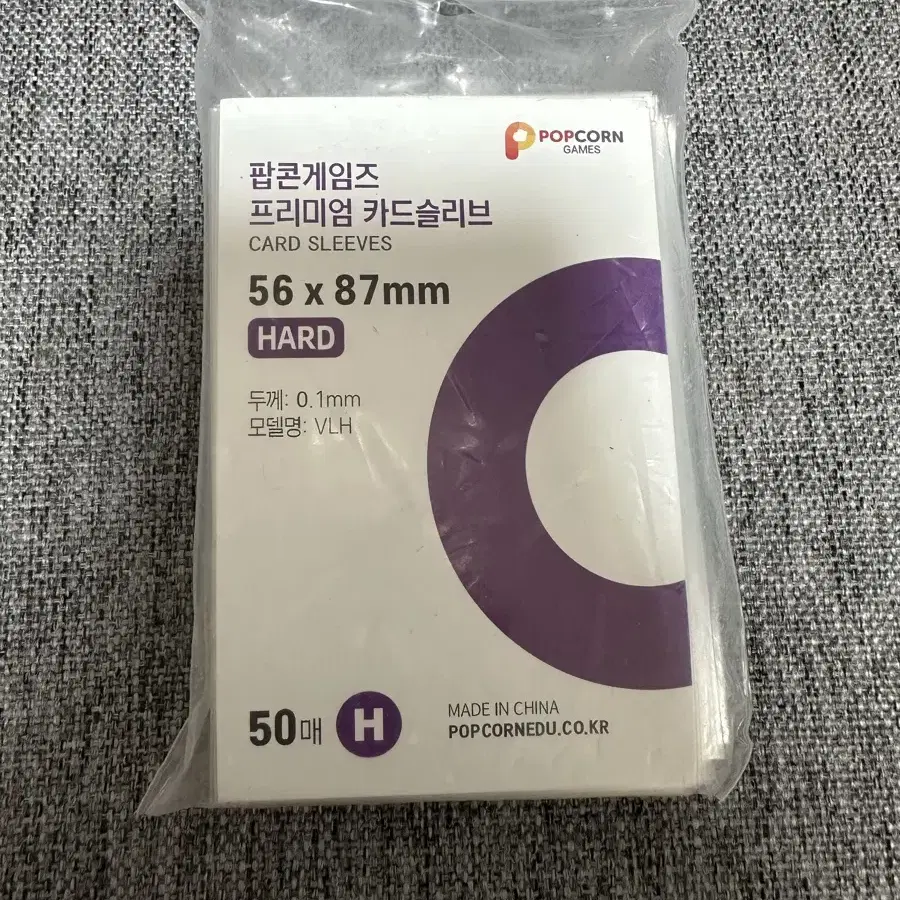 POPCORN
GAMES
팝콘게임즈
프리미엄 카드슬리브
CARD SLEEVES
56 x 87mm
HARD
두께: 0.1mm
모델명: VLH
50매 H
MADE IN CHINA
POPCORNEDU.CO.KR